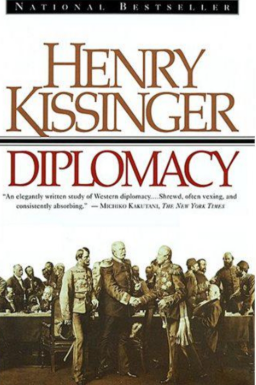 NATIONAL BESTSELLER
HENRY
KISSINGER
DIPLOMACY
"An elegantly written study of Western diplomacy....Shrewd, often vexing, and
consistently absorbing." — MICHIKO KAKUTANI, THE NEW YORK TIMES